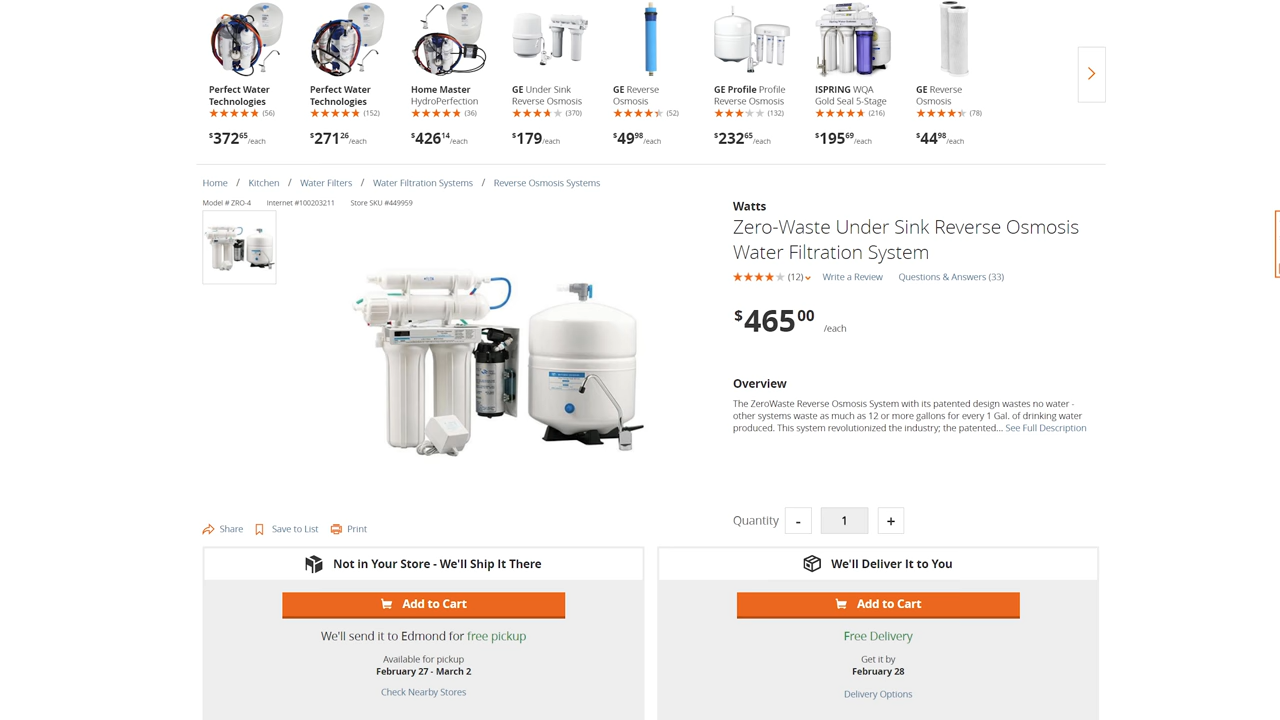 Perfect Water
Technologies
(56)
$372 65 /each
Perfect Water
Technologies
(152)
$271 26 /each
Home Master
HydroPerfection
(36)
$426 14 /each
GE Under Sink
Reverse Osmosis
(370)
$179 /each
GE Reverse
Osmosis
(52)
$49 98 /each
GE Profile Profile
Reverse Osmosis
(132)
$232 65 /each
ISPRING WQA
Gold Seal 5-Stage
(216)
$195 69 /each
GE Reverse
Osmosis
(78)
$44 98 /each
Home / Kitchen / Water Filters / Water Filtration Systems / Reverse Osmosis Systems
Model # ZRO-4 Internet #100203211 Store SKU #449959
Watts
Zero-Waste Under Sink Reverse Osmosis
Water Filtration System
(12) Write a Review Questions & Answers (33)
$465 00 /each
Overview
The ZeroWaste Reverse Osmosis System with its patented design wastes no water -
other systems waste as much as 12 or more gallons for every 1 Gal. of drinking water
produced. This system revolutionized the industry; the patented... See Full Description
Quantity - 1 +
Share Save to List Print
Not in Your Store - We'll Ship It There
Add to Cart
We'll send it to Edmond for free pickup
Available for pickup
February 27 - March 2
Check Nearby Stores
We'll Deliver It to You
Add to Cart
Free Delivery
Get it by
February 28
Delivery Options